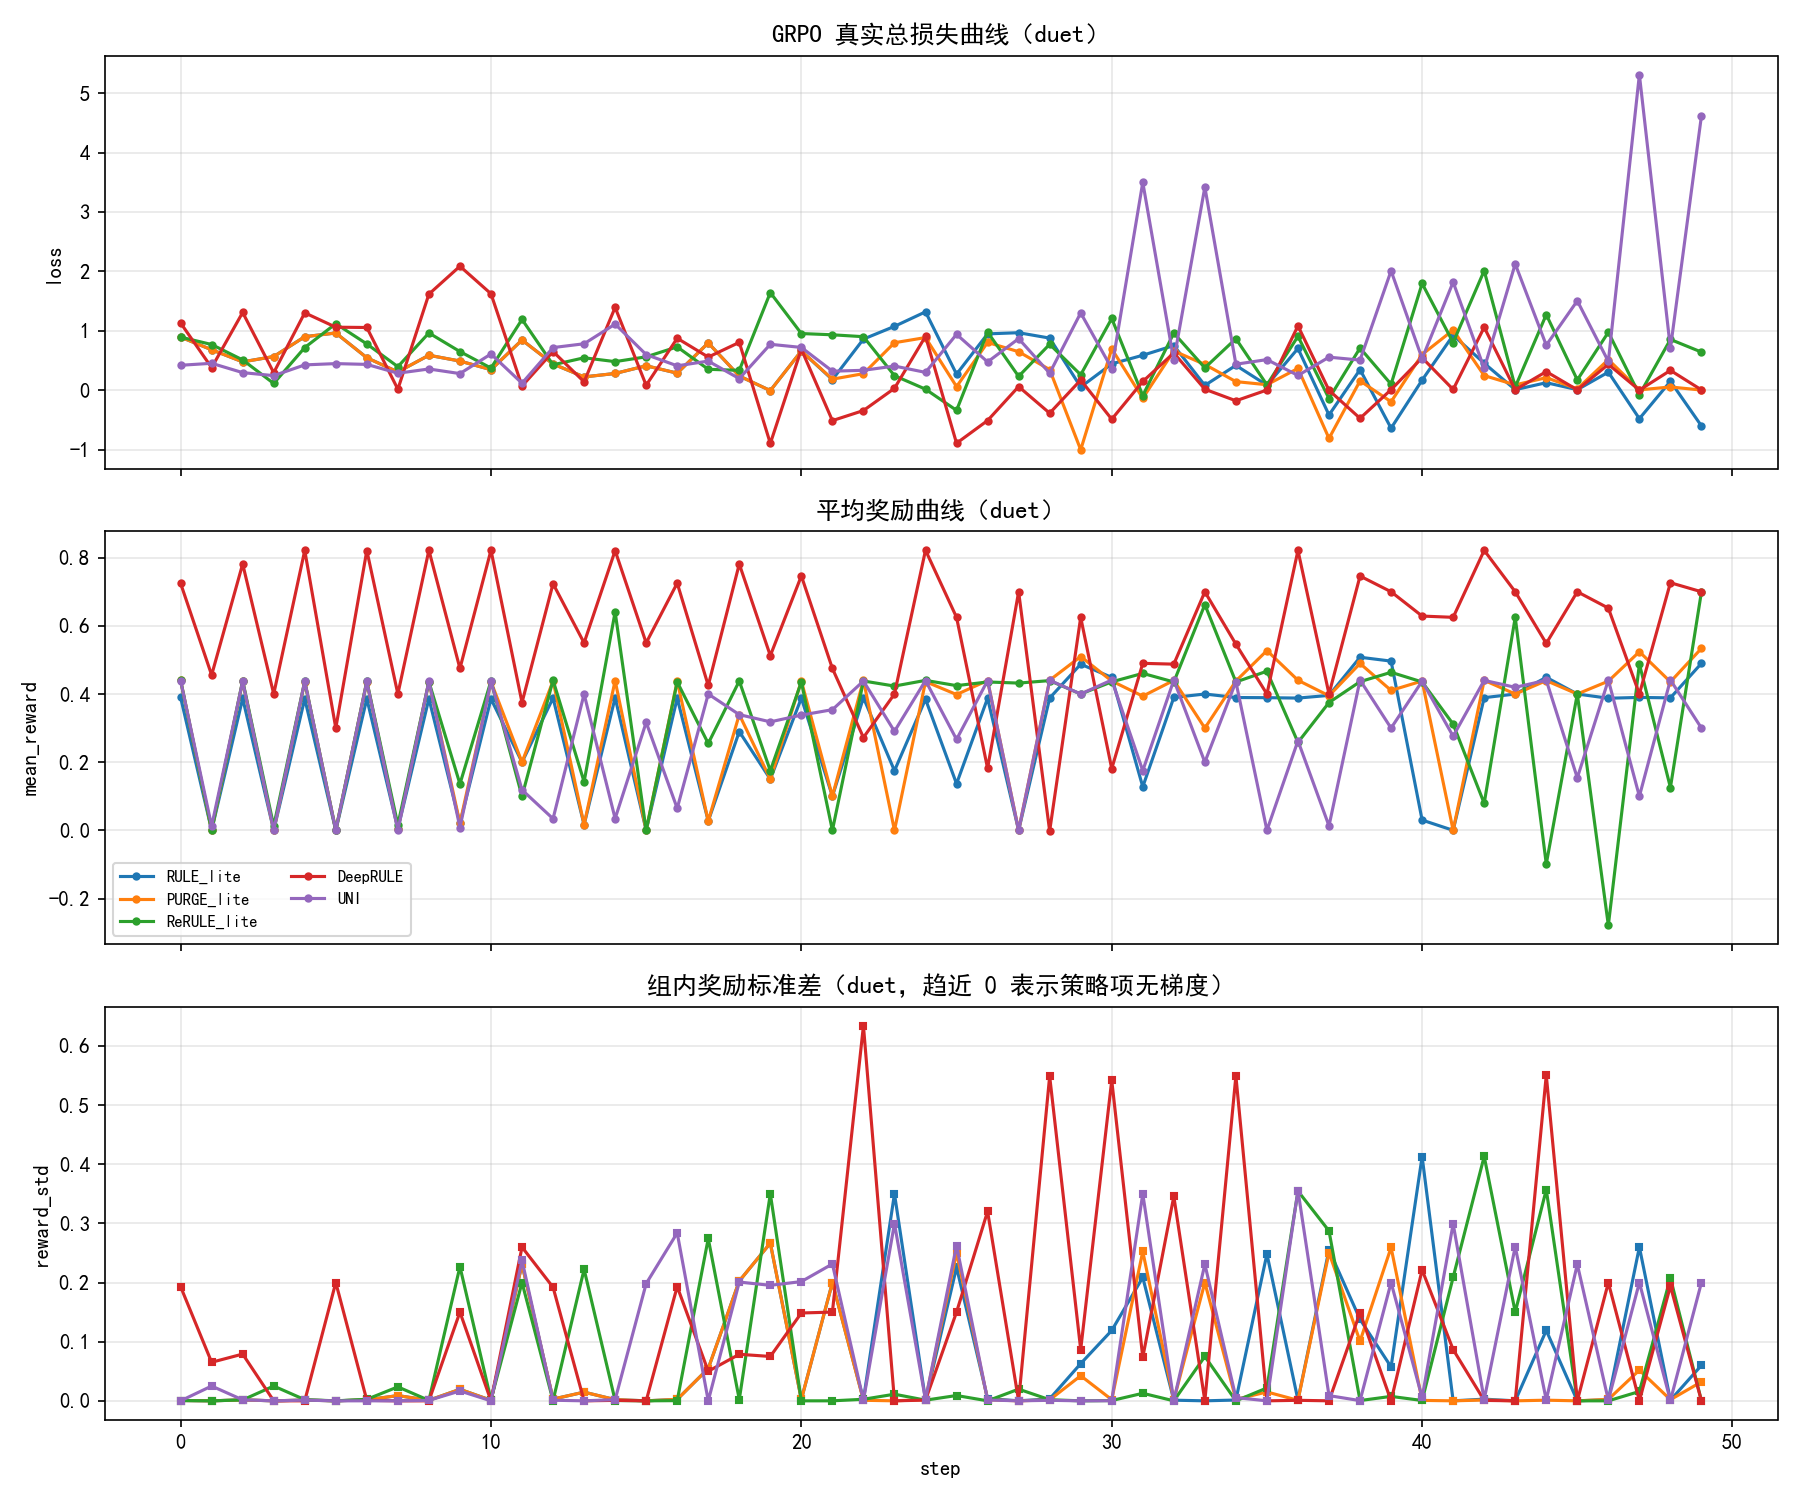 GRPO 真实总损失曲线（duet）
5
4
3
2
1
0
−1
loss
平均奖励曲线（duet）
0.8
0.6
0.4
0.2
0.0
−0.2
mean_reward
RULE_lite
PURGE_lite
ReRULE_lite
DeepRULE
UNI
组内奖励标准差（duet，趋近 0 表示策略项无梯度）
0.6
0.5
0.4
0.3
0.2
0.1
0.0
reward_std
0 10 20 30 40 50
step